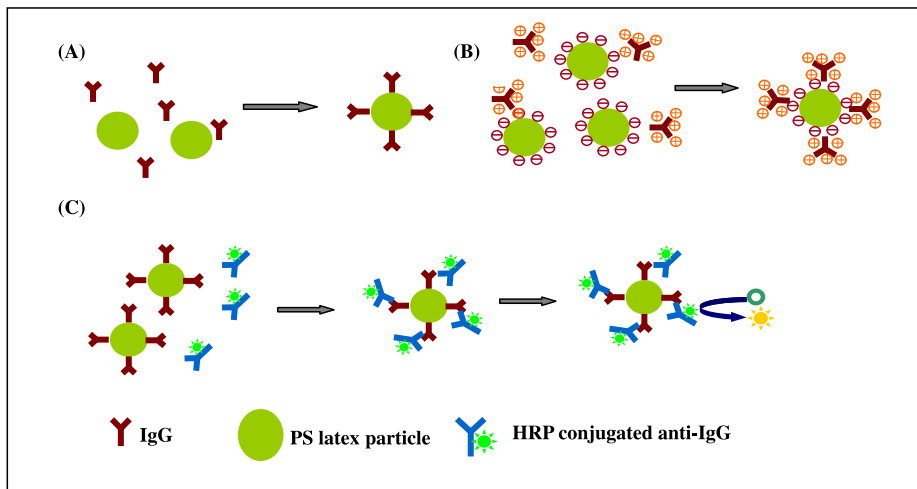 (A)
(B)
(C)
IgG
PS latex particle
HRP conjugated anti-IgG